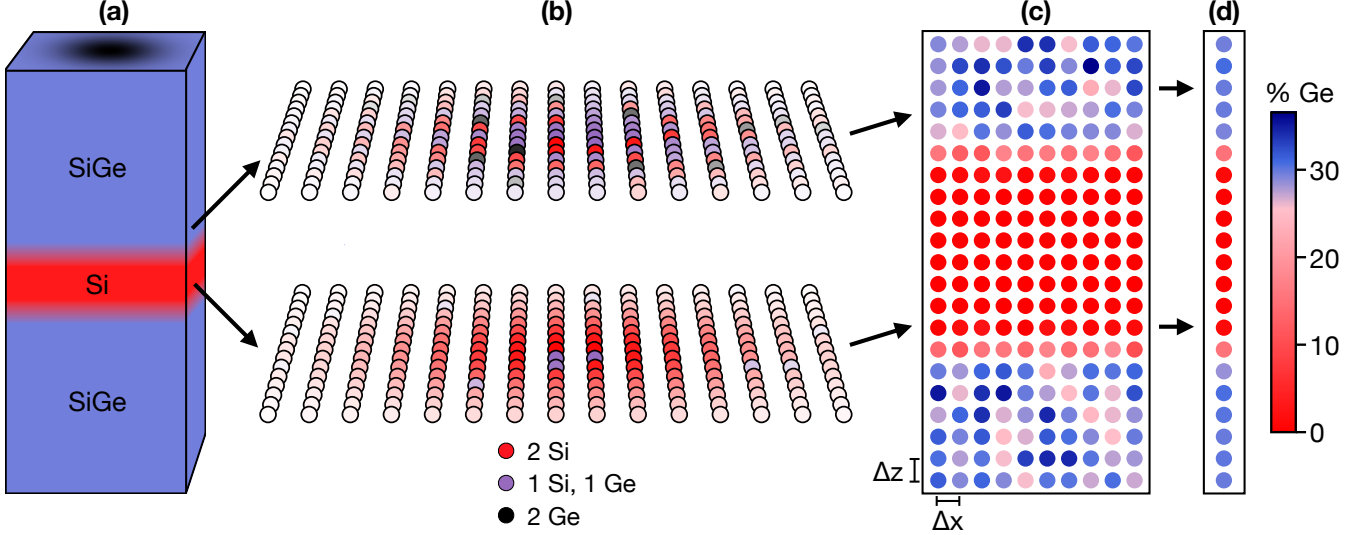 (a)
(b)
(c)
(d)
SiGe
Si
SiGe
2 Si
1 Si, 1 Ge
2 Ge
Δz
Δx
% Ge
30
20
10
0